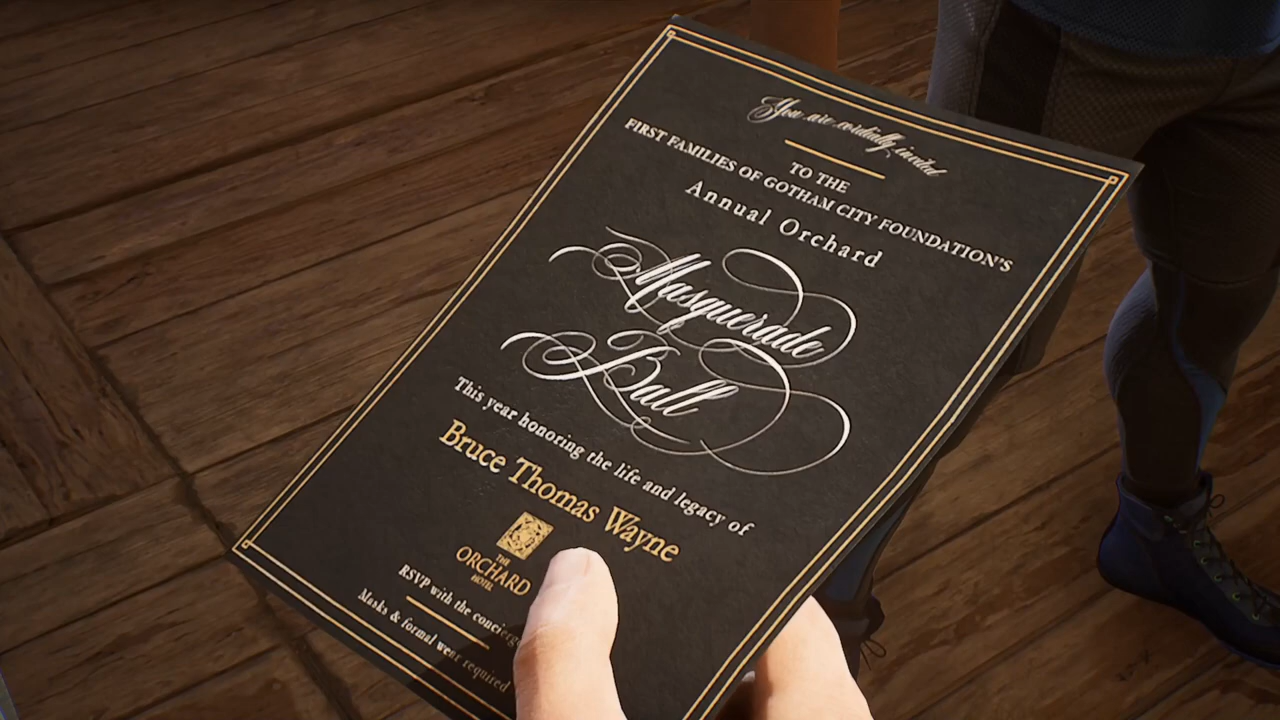 You are cordially invited
TO THE
FIRST FAMILIES OF GOTHAM CITY FOUNDATION'S
Annual Orchard
Masquerade
Ball
This year honoring the life and legacy of
Bruce Thomas Wayne
THE
ORCHARD
HOTEL
RSVP with the concierge
Masks & formal wear required